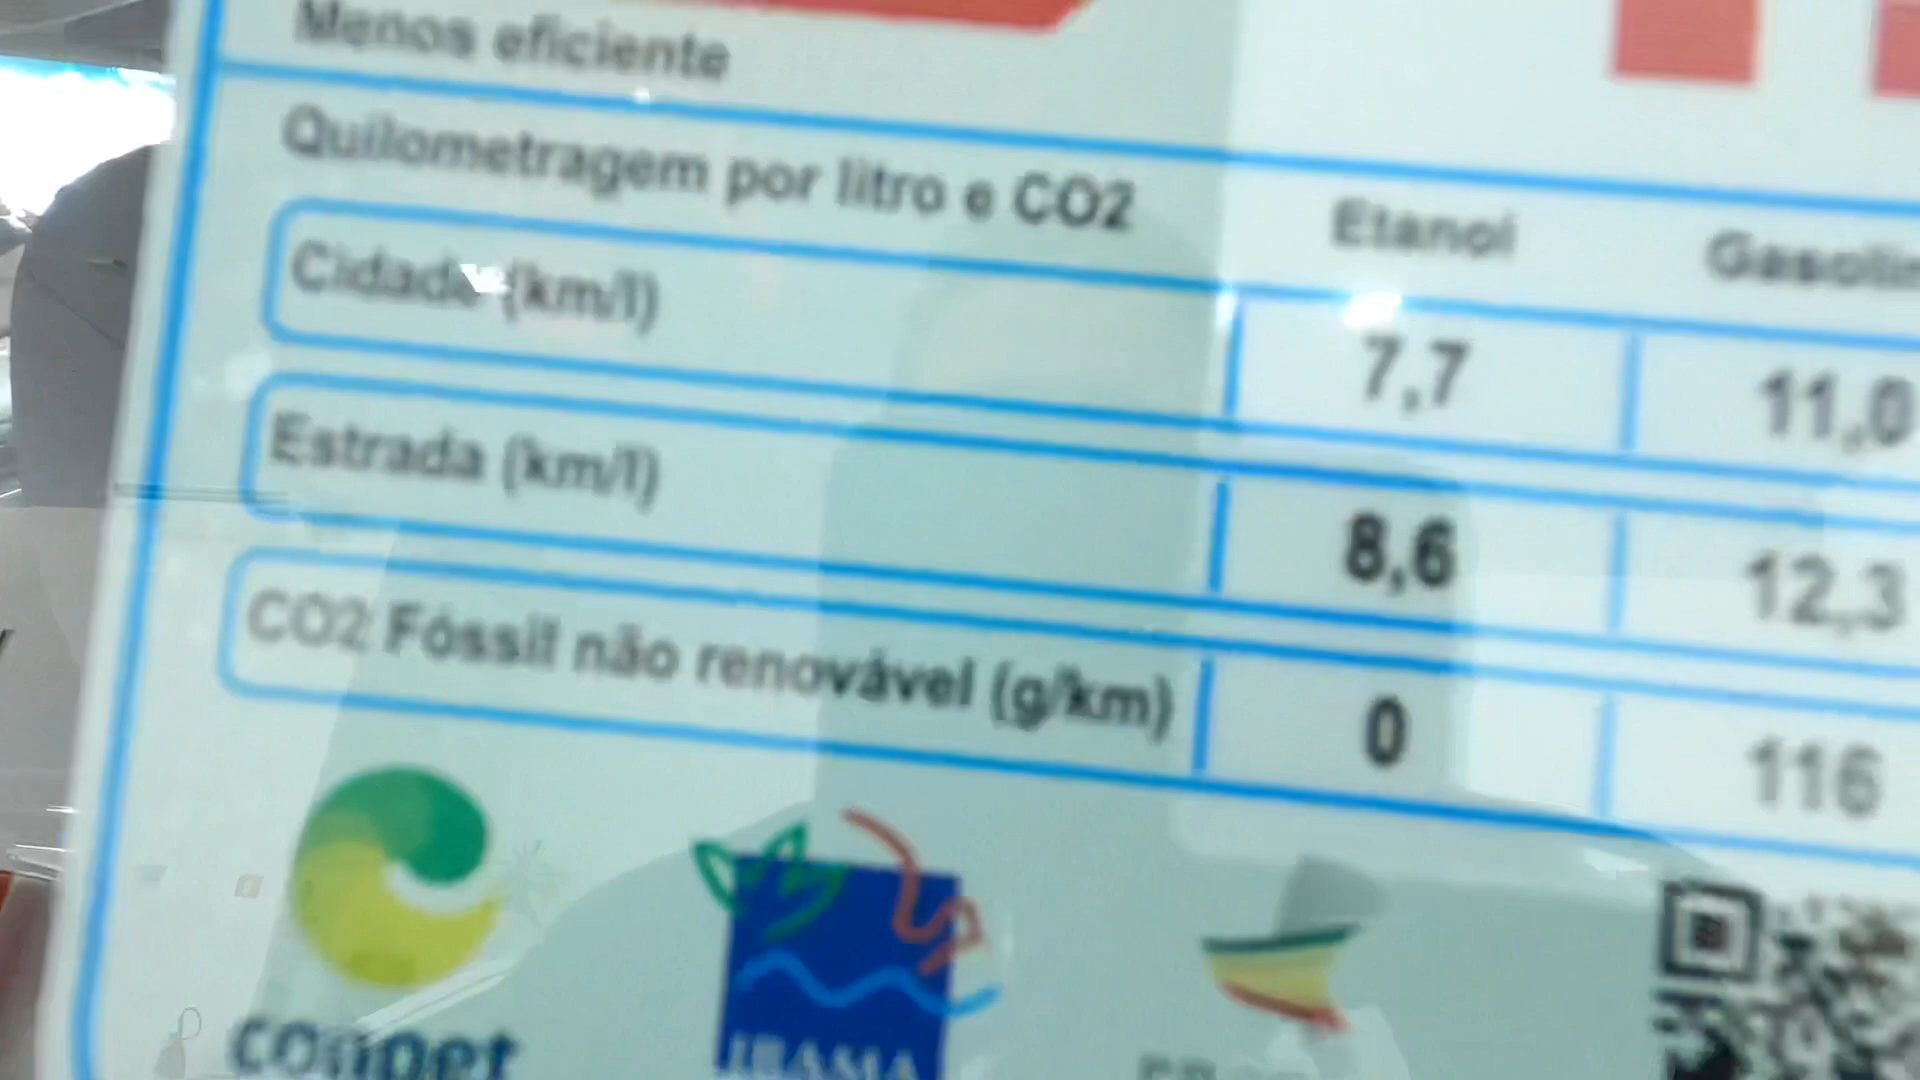 Menos eficiente
Quilometragem por litro e CO2
Etanol
Gasolin
Cidade (km/l)
7,7
11,0
Estrada (km/l)
8,6
12,3
CO2 Fóssil não renovável (g/km)
0
116
conpet
IBAMA